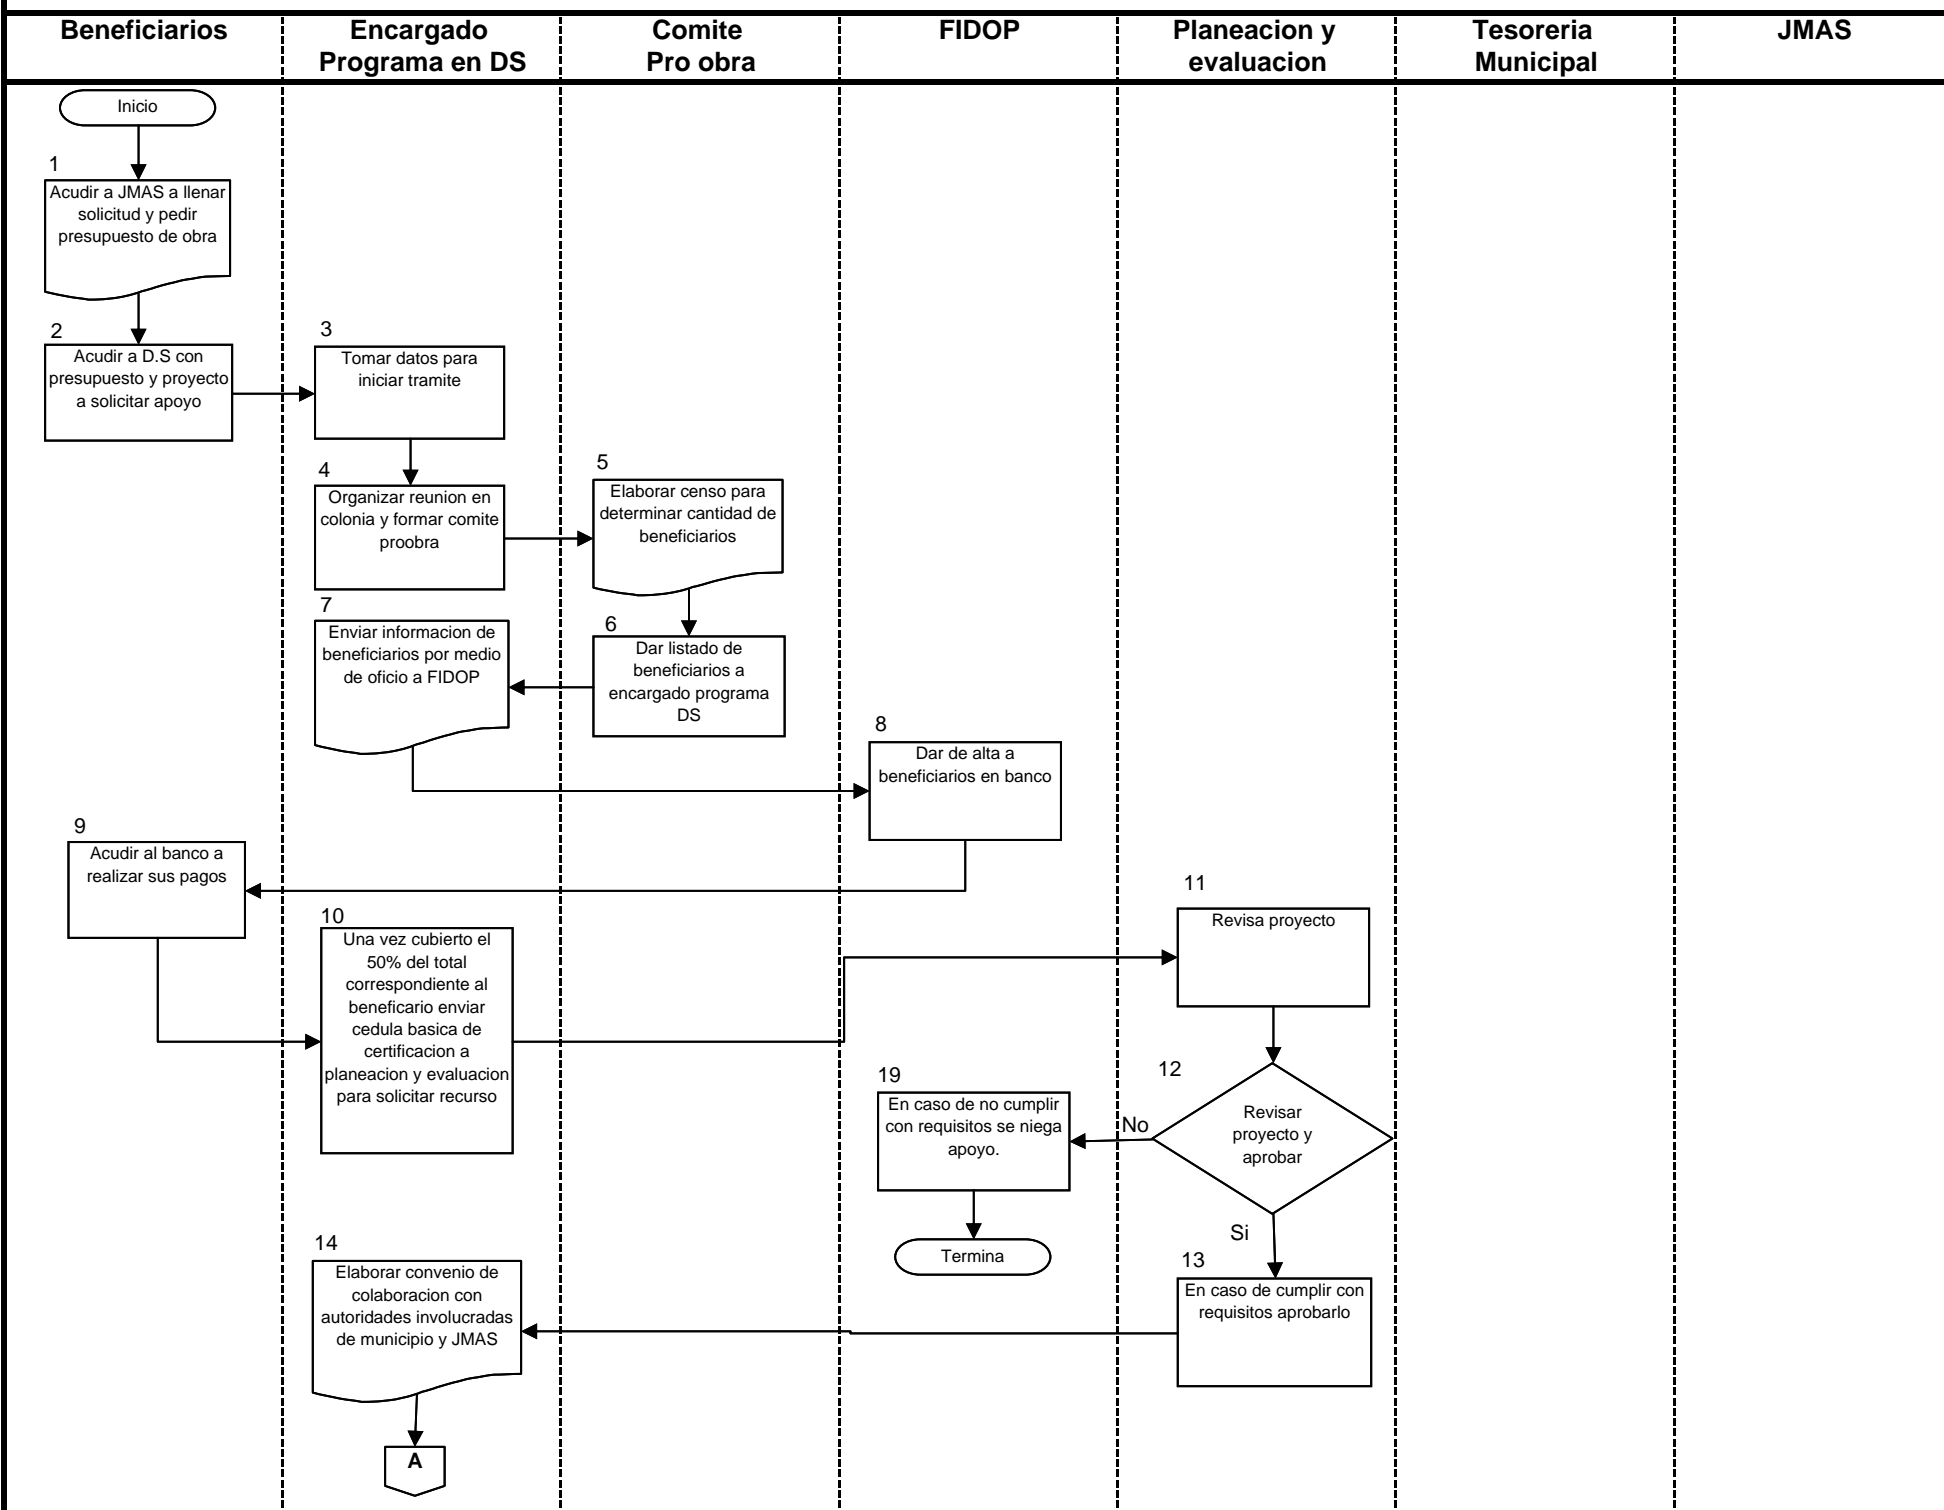 Beneficiarios
Encargado
Programa en DS
Comite
Pro obra
FIDOP
Planeacion y
evaluacion
Tesoreria
Municipal
JMAS
Inicio
1
Acudir a JMAS a llenar
solicitud y pedir
presupuesto de obra
2
Acudir a D.S con
presupuesto y proyecto
a solicitar apoyo
3
Tomar datos para
iniciar tramite
4
Organizar reunion en
colonia y formar comite
proobra
5
Elaborar censo para
determinar cantidad de
beneficiarios
6
Dar listado de
beneficiarios a
encargado programa
DS
7
Enviar informacion de
beneficiarios por medio
de oficio a FIDOP
8
Dar de alta a
beneficiarios en banco
9
Acudir al banco a
realizar sus pagos
10
Una vez cubierto el
50% del total
correspondiente al
beneficario enviar
cedula basica de
certificacion a
planeacion y evaluacion
para solicitar recurso
11
Revisa proyecto
12
Revisar
proyecto y
aprobar
No
19
En caso de no cumplir
con requisitos se niega
apoyo.
Termina
Si
13
En caso de cumplir con
requisitos aprobarlo
14
Elaborar convenio de
colaboracion con
autoridades involucradas
de municipio y JMAS
A